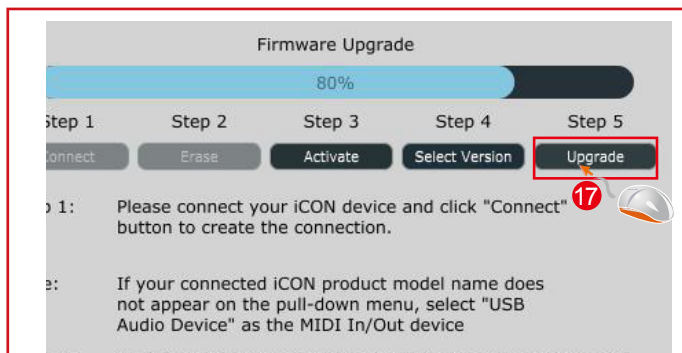 Firmware Upgrade
80%
Step 1 Step 2 Step 3 Step 4 Step 5
Connect Erase Activate Select Version Upgrade
17
1: Please connect your iCON device and click "Connect"
button to create the connection.
If your connected iCON product model name does
not appear on the pull-down menu, select "USB
Audio Device" as the MIDI In/Out device